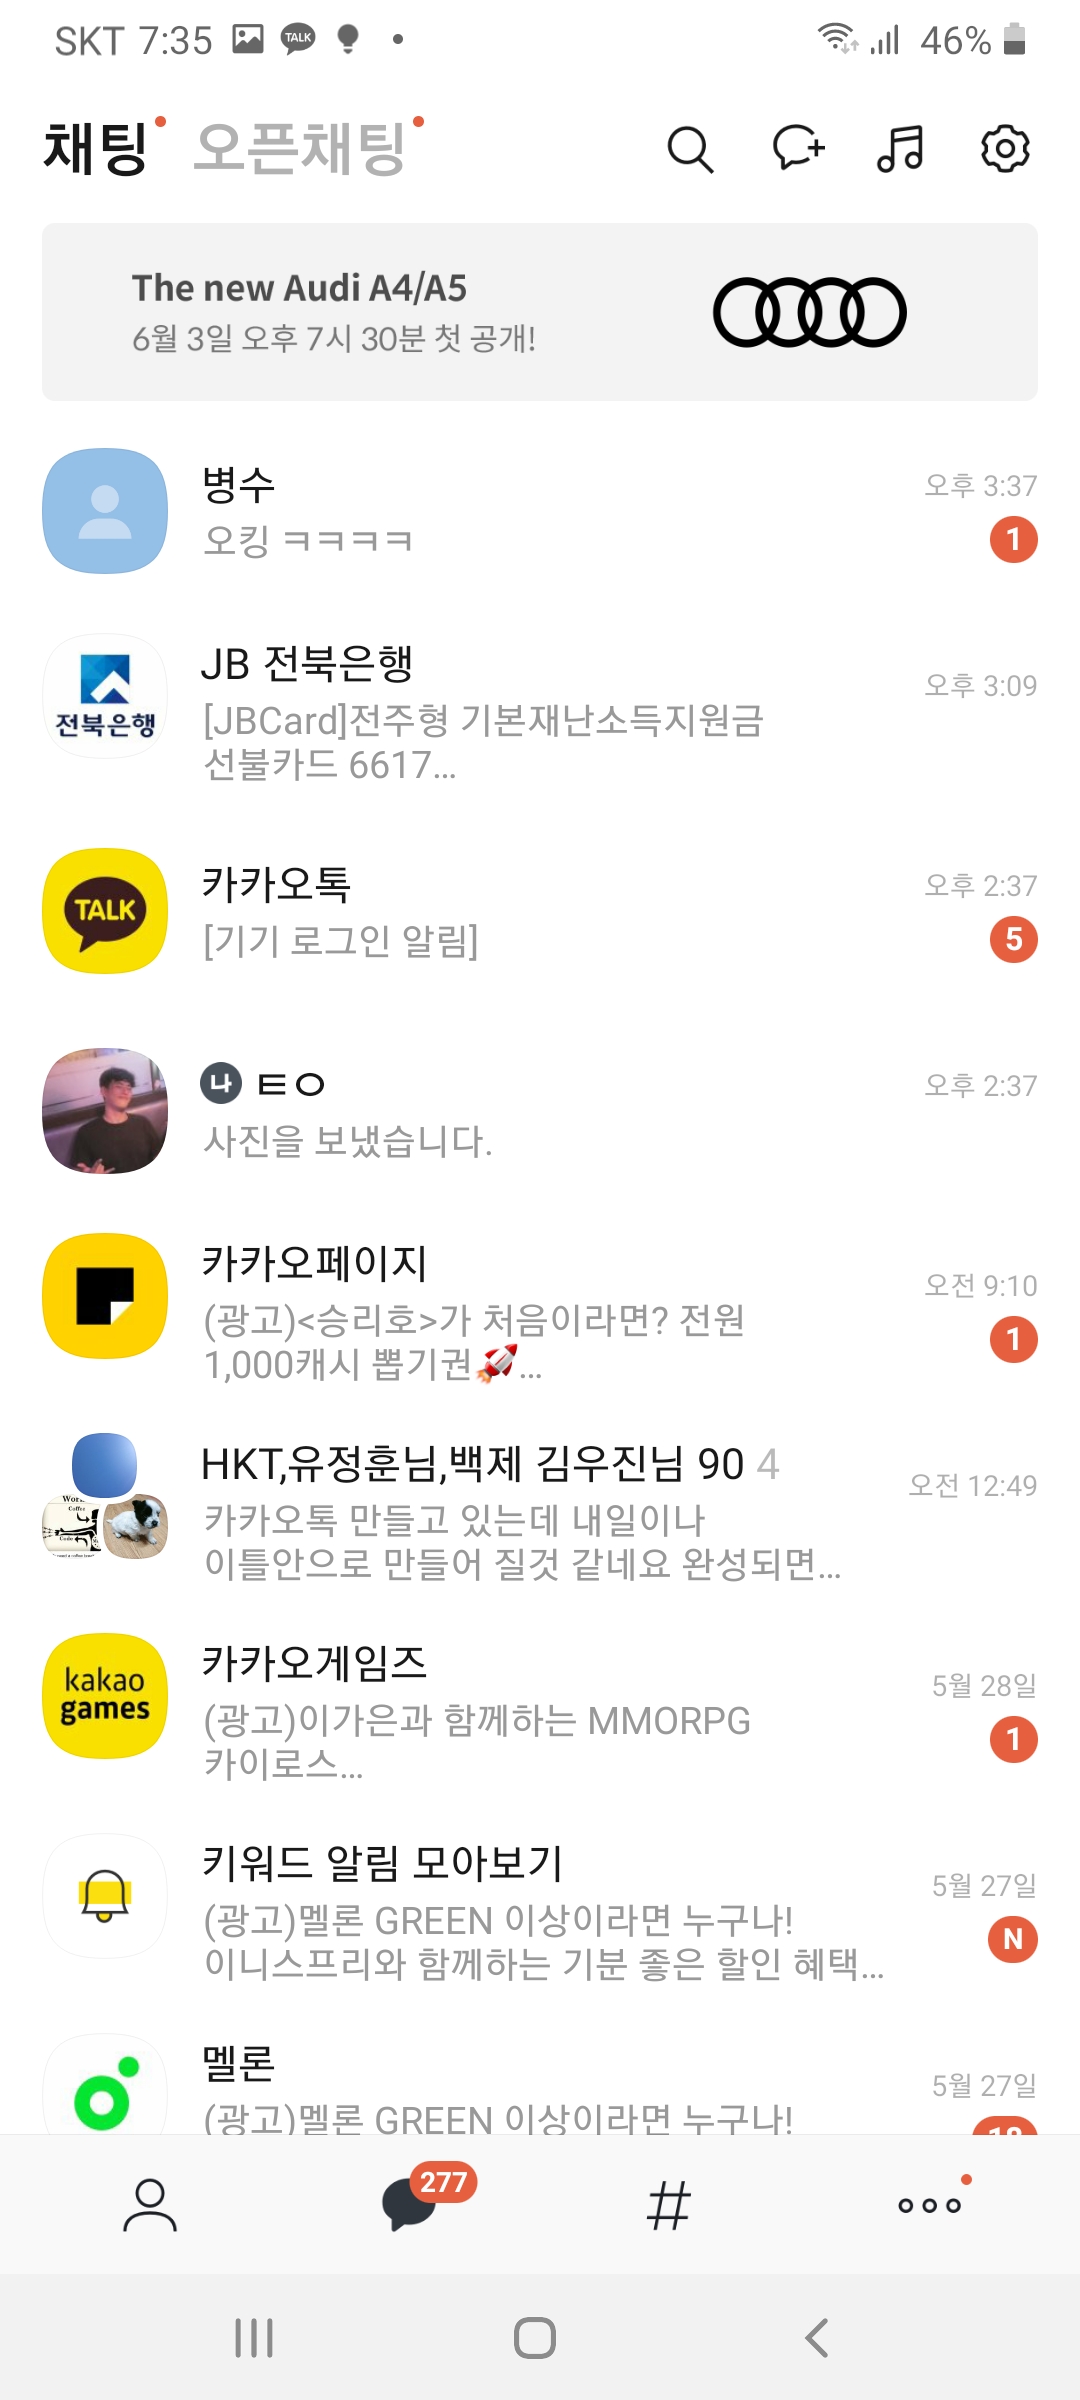 SKT 7:35 TALK 46%
채팅 오픈채팅
The new Audi A4/A5
6월 3일 오후 7시 30분 첫 공개!
병수
오후 3:37
오킹 ㅋㅋㅋㅋ
1
JB 전북은행
오후 3:09
전북은행
[JBCard]전주형 기본재난소득지원금
선불카드 6617...
카카오톡
오후 2:37
TALK
[기기 로그인 알림]
5
나 ㅌㅇ
오후 2:37
사진을 보냈습니다.
카카오페이지
오전 9:10
(광고)<승리호>가 처음이라면? 전원
1
1,000캐시 뽑기권🚀...
HKT,유정훈님,백제 김우진님 90 4
오전 12:49
카카오톡 만들고 있는데 내일이나
이틀안으로 만들어 질것 같네요 완성되면...
Coffee
Code
카카오게임즈
5월 28일
kakao
games
(광고)이가은과 함께하는 MMORPG
1
카이로스...
키워드 알림 모아보기
5월 27일
(광고)멜론 GREEN 이상이라면 누구나!
N
이니스프리와 함께하는 기분 좋은 할인 혜택...
멜론
5월 27일
(광고)멜론 GREEN 이상이라면 누구나!
277